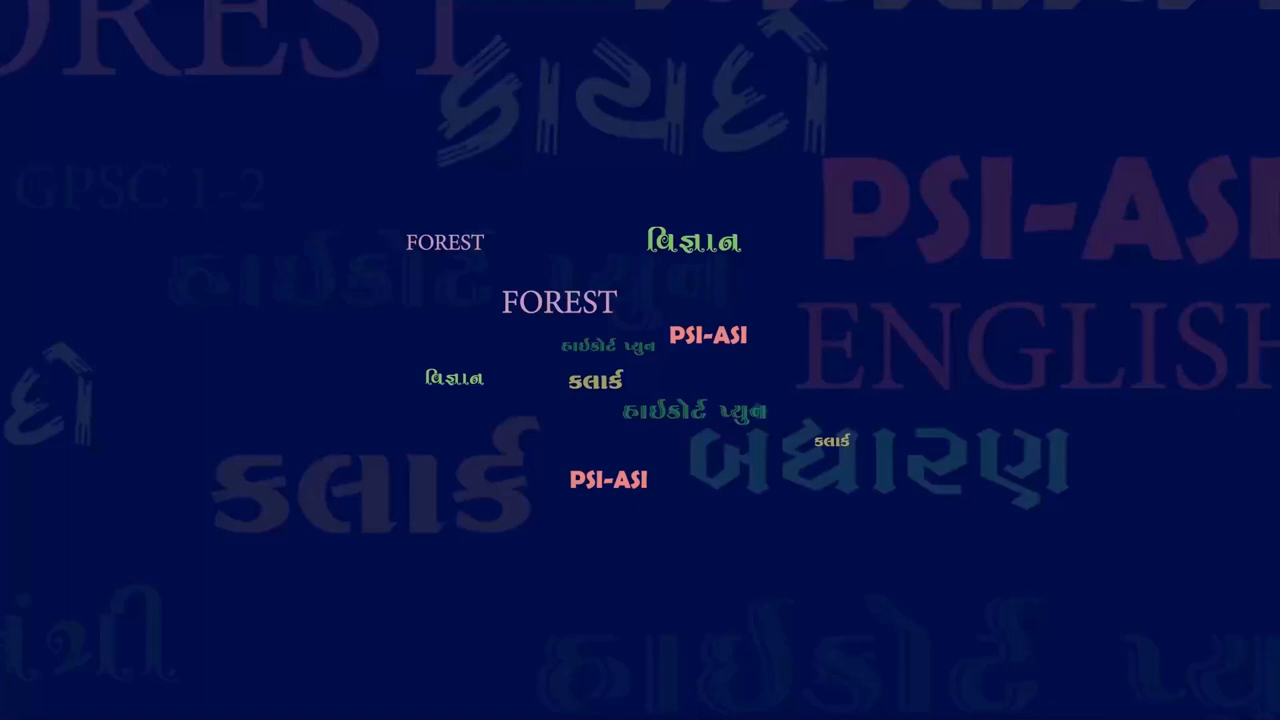 FOREST
કાયદો
GPSC 1-2
PSI-ASI
FOREST
વિજ્ઞાન
હાઈકોર્ટ પ્યુન
FOREST
ENGLISH
PSI-ASI
હાઈકોર્ટ પ્યુન
વિજ્ઞાન
કલાર્ક
હાઈકોર્ટ પ્યુન
કલાર્ક
બંધારણ
કલાર્ક
PSI-ASI
હાઈકોર્ટ